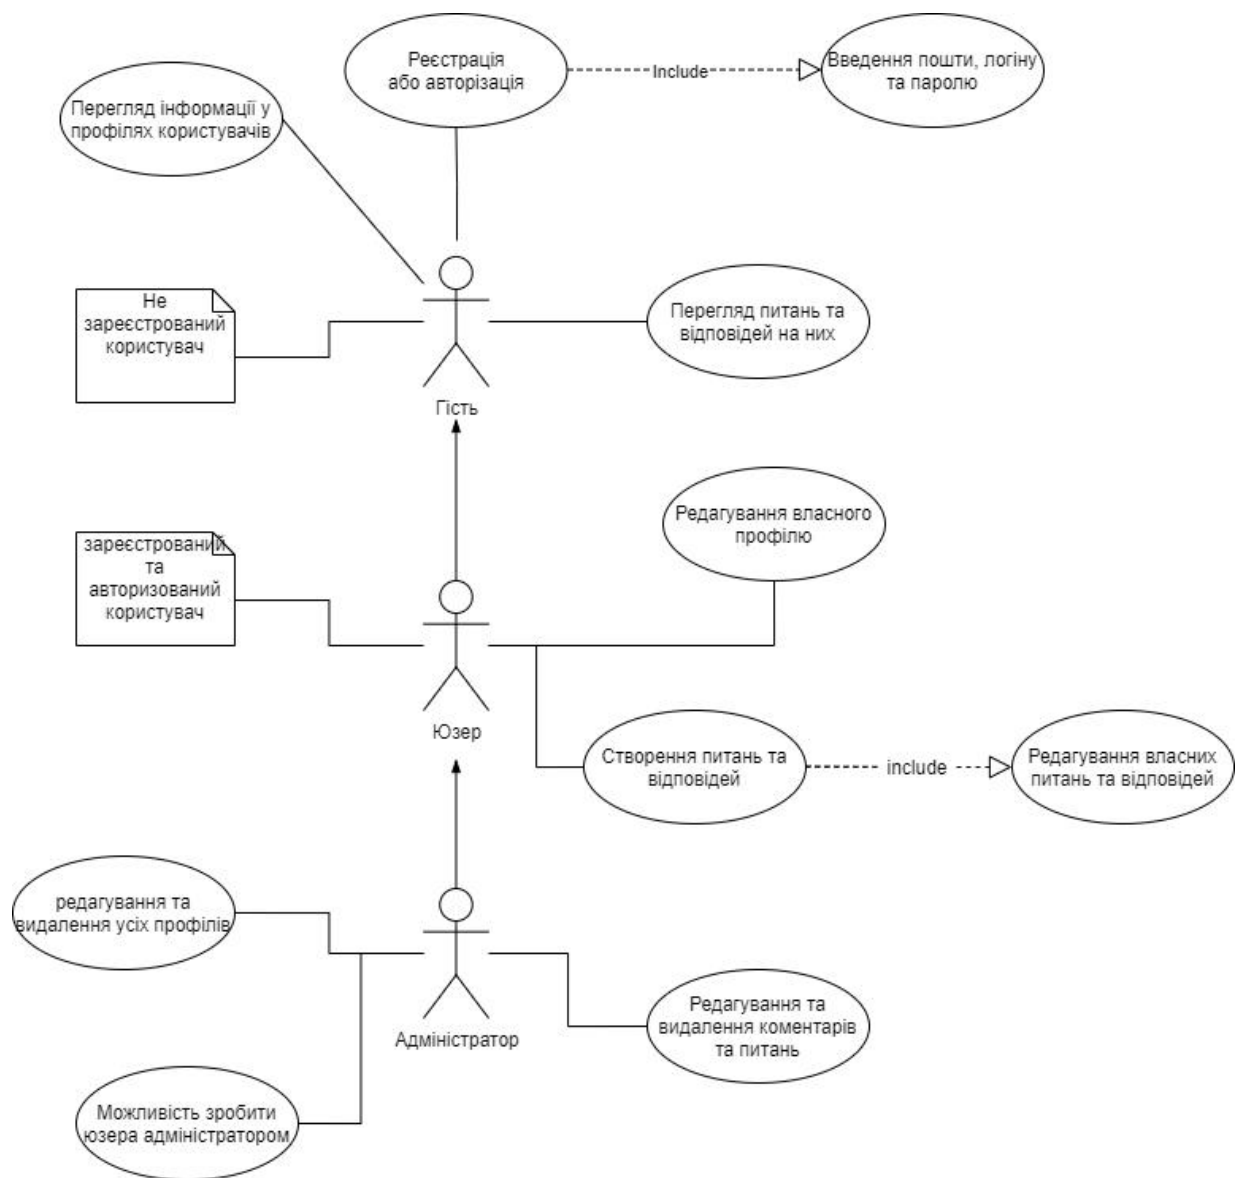 Реєстрація
або авторізація
Include
Введення пошти, логіну
та паролю
Перегляд інформації у
профілях користувачів
Не
зареєстрований
користувач
Перегляд питань та
відповідей на них
Гість
Редагування власного
профілю
зареєстрований
та
авторизований
користувач
Юзер
Створення питань та
відповідей
include
Редагування власних
питань та відповідей
редагування та
видалення усіх профілів
Редагування та
видалення коментарів
та питань
Адміністратор
Можливість зробити
юзера адміністратором